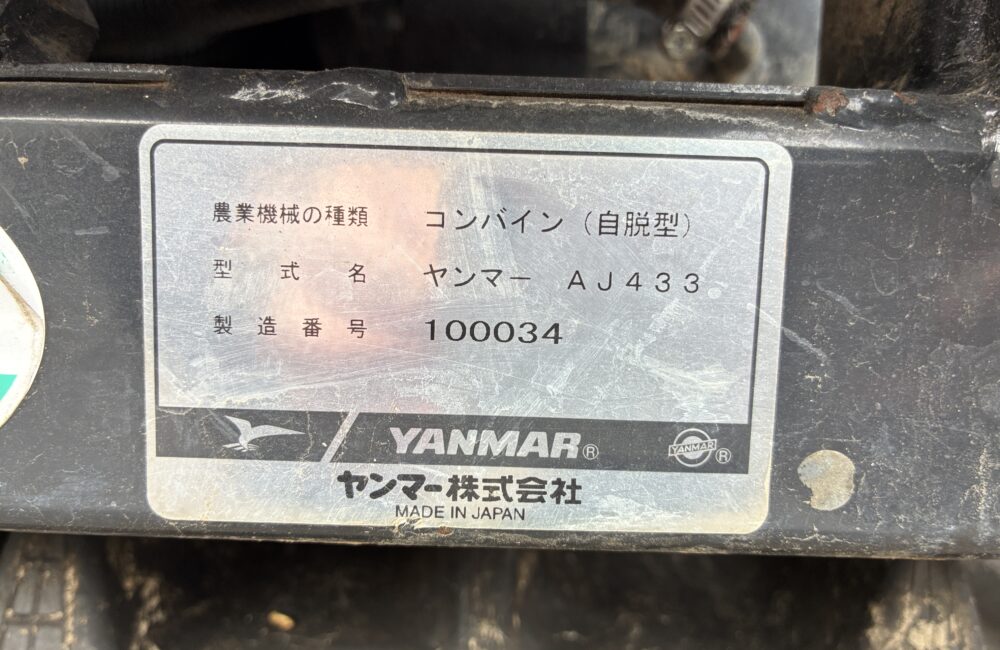 農業機械の種類 コンバイン（自脱型）
型式名 ヤンマー AJ433
製造番号 100034
YANMAR® YANMAR®
ヤンマー株式会社
MADE IN JAPAN